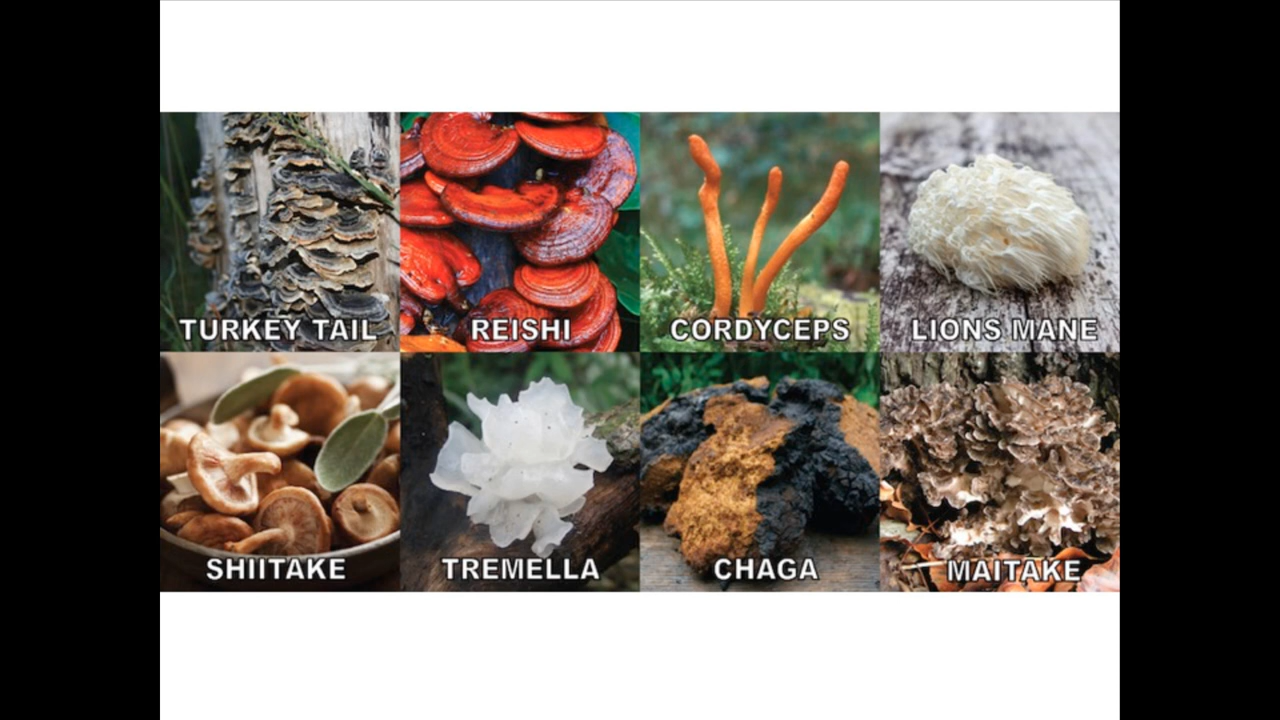 TURKEY TAIL
REISHI
CORDYCEPS
LIONS MANE
SHIITAKE
TREMELLA
CHAGA
MAITAKE